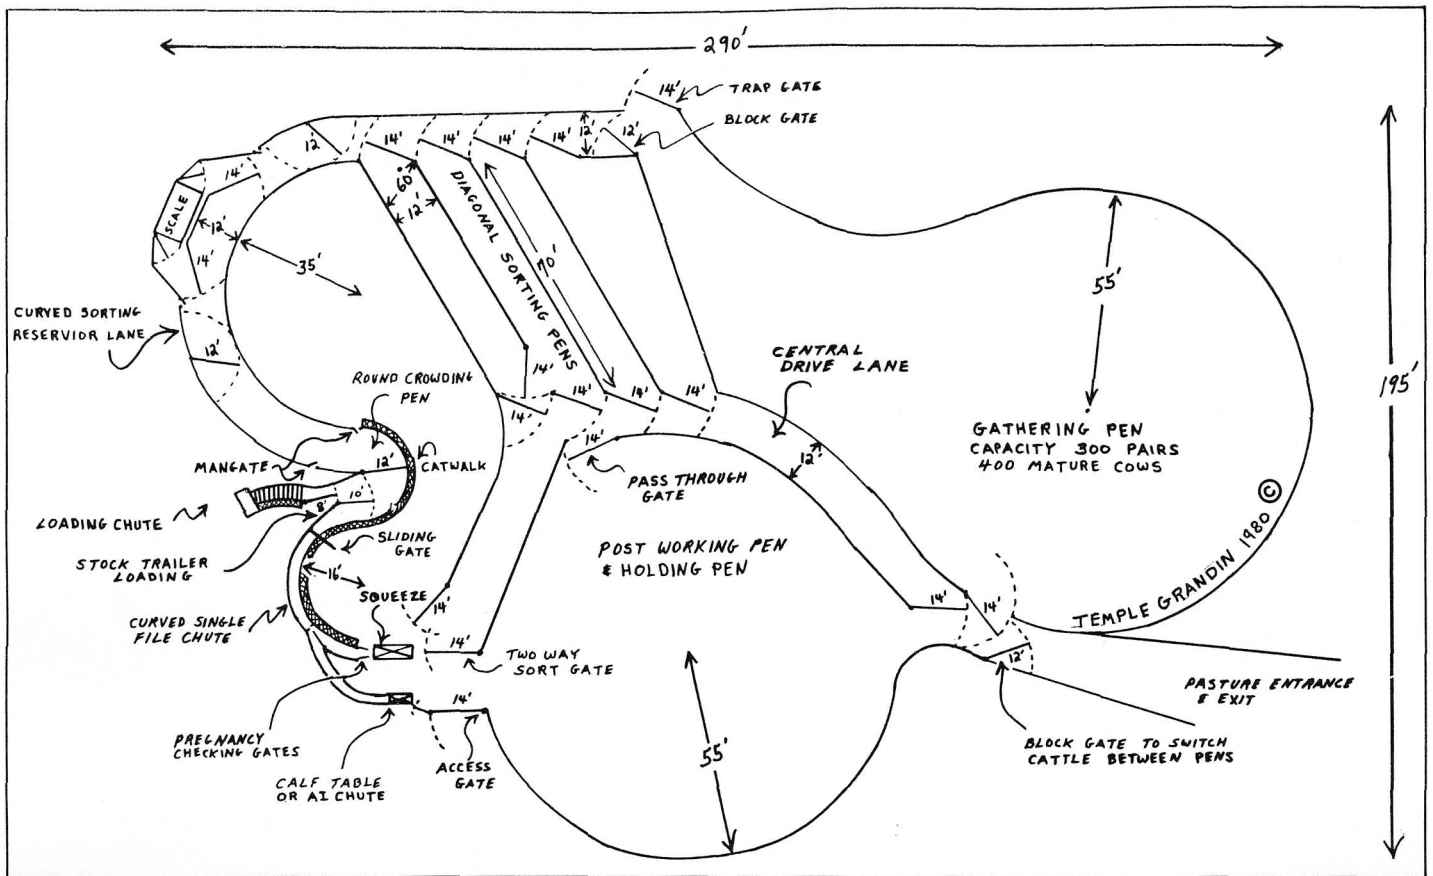 290'
14'
TRAP GATE
BLOCK GATE
12'
12'
14'
14'
14'
14'
12
14'
SCALE
12'
14'
35'
60°
12'
DIAGONAL SORTING PENS
70'
55'
195'
CURVED SORTING
RESERVIOR LANE
12'
ROUND CROWDING
PEN
14'
14'
14'
14'
14'
14'
CENTRAL
DRIVE LANE
12'
GATHERING PEN
CAPACITY 300 PAIRS
400 MATURE COWS
MANGATE
12'
CATWALK
PASS THROUGH
GATE
LOADING CHUTE
8'
10'
SLIDING
GATE
STOCK TRAILER
LOADING
16'
SQUEEZE
POST WORKING PEN
& HOLDING PEN
TEMPLE GRANDIN 1980 ©
CURVED SINGLE
FILE CHUTE
14'
14'
14'
14'
TWO WAY
SORT GATE
12'
PASTURE ENTRANCE
& EXIT
14'
PREGNANCY
CHECKING GATES
ACCESS
GATE
CALF TABLE
OR AI CHUTE
55'
BLOCK GATE TO SWITCH
CATTLE BETWEEN PENS